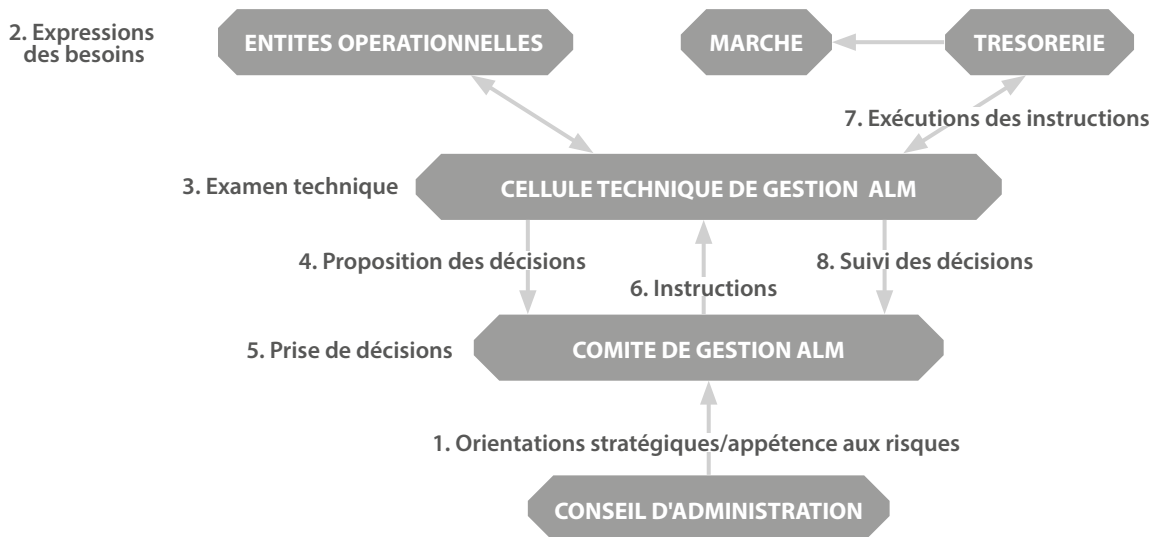 2. Expressions
des besoins
ENTITES OPERATIONNELLES
MARCHE
TRESORERIE
7. Exécutions des instructions
3. Examen technique
CELLULE TECHNIQUE DE GESTION ALM
4. Proposition des décisions
8. Suivi des décisions
6. Instructions
5. Prise de décisions
COMITE DE GESTION ALM
1. Orientations stratégiques/appétence aux risques
CONSEIL D'ADMINISTRATION